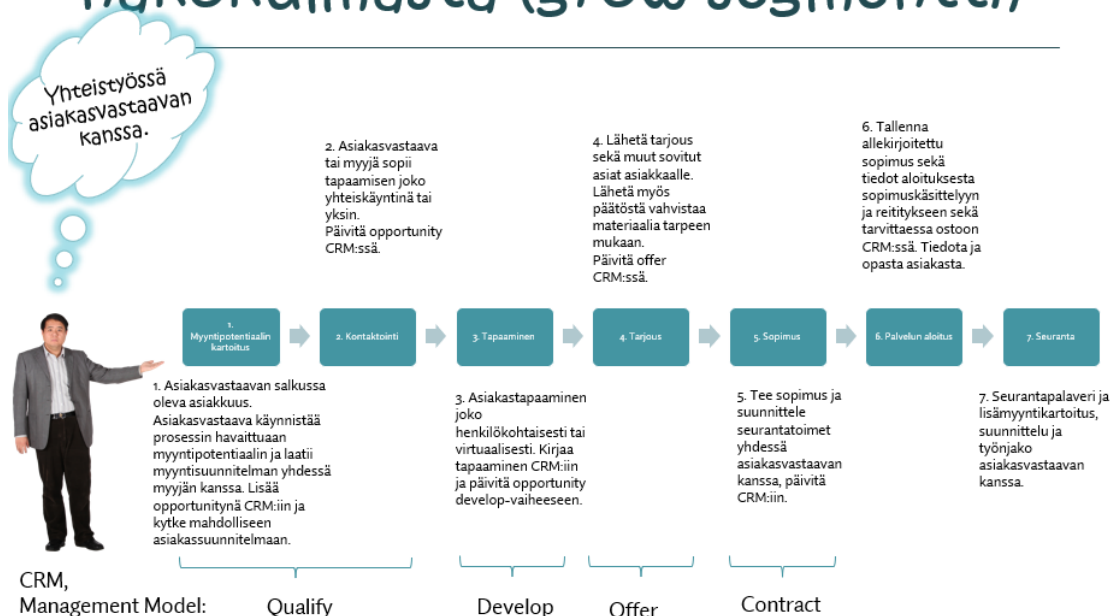 näkökulmasta (grow segmentti)
Yhteistyössä
asiakasvastaavan
kanssa.
2. Asiakasvastaava
tai myyjä sopii
tapaamisen joko
yhteiskäyntinä tai
yksin.
Päivitä opportunity
CRM:ssä.
4. Lähetä tarjous
sekä muut sovitut
asiat asiakkaalle.
Lähetä myös
päätöstä vahvistaa
materiaalia tarpeen
mukaan.
Päivitä offer
CRM:ssä.
6. Tallenna
allekirjoitettu
sopimus sekä
tiedot aloituksesta
sopimuskäsittelyyn
ja reititykseen sekä
tarvittaessa ostoon
CRM:ssä. Tiedota ja
opasta asiakasta.
1.
Myyntipotentiaalin
kartoitus
2. Kontaktointi
3. Tapaaminen
4. Tarjous
5. Sopimus
6. Palvelun aloitus
7. Seuranta
1. Asiakasvastaavan salkussa
oleva asiakkuus.
Asiakasvastaava käynnistää
prosessin havaittuaan
myyntipotentiaalin ja laatii
myyntisuunnitelman yhdessä
myyjän kanssa. Lisää
opportunitynä CRM:iin ja
kytke mahdolliseen
asiakassuunnitelmaan.
3. Asiakastapaaminen
joko
henkilökohtaisesti tai
virtuaalisesti. Kirjaa
tapaaminen CRM:iin
ja päivitä opportunity
develop-vaiheeseen.
5. Tee sopimus ja
suunnittele
seurantatoimet
yhdessä
asiakasvastaavan
kanssa, päivitä
CRM:iin.
7. Seurantapalaveri ja
lisämyyntikartoitus,
suunnittelu ja
työnjako
asiakasvastaavan
kanssa.
CRM,
Management Model:
Qualify
Develop
Offer
Contract